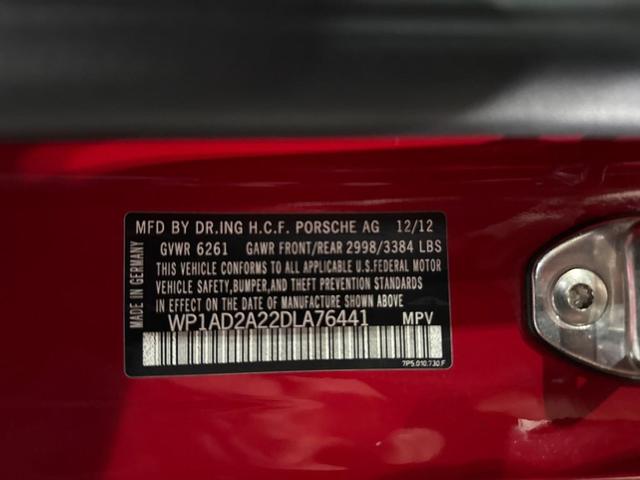 MFD BY DR.ING H.C.F. PORSCHE AG 12/12
GVWR 6261 GAWR FRONT/REAR 2998/3384 LBS
THIS VEHICLE CONFORMS TO ALL APPLICABLE U.S.FEDERAL MOTOR
VEHICLE SAFETY,BUMPER,AND THEFT PREVENTION STANDARDS
IN EFFECT ON THE DATE OF MANUFACTURE SHOWN ABOVE
WP1AD2A22DLA76441 MPV
7P5.010.730.F
MADE IN GERMANY